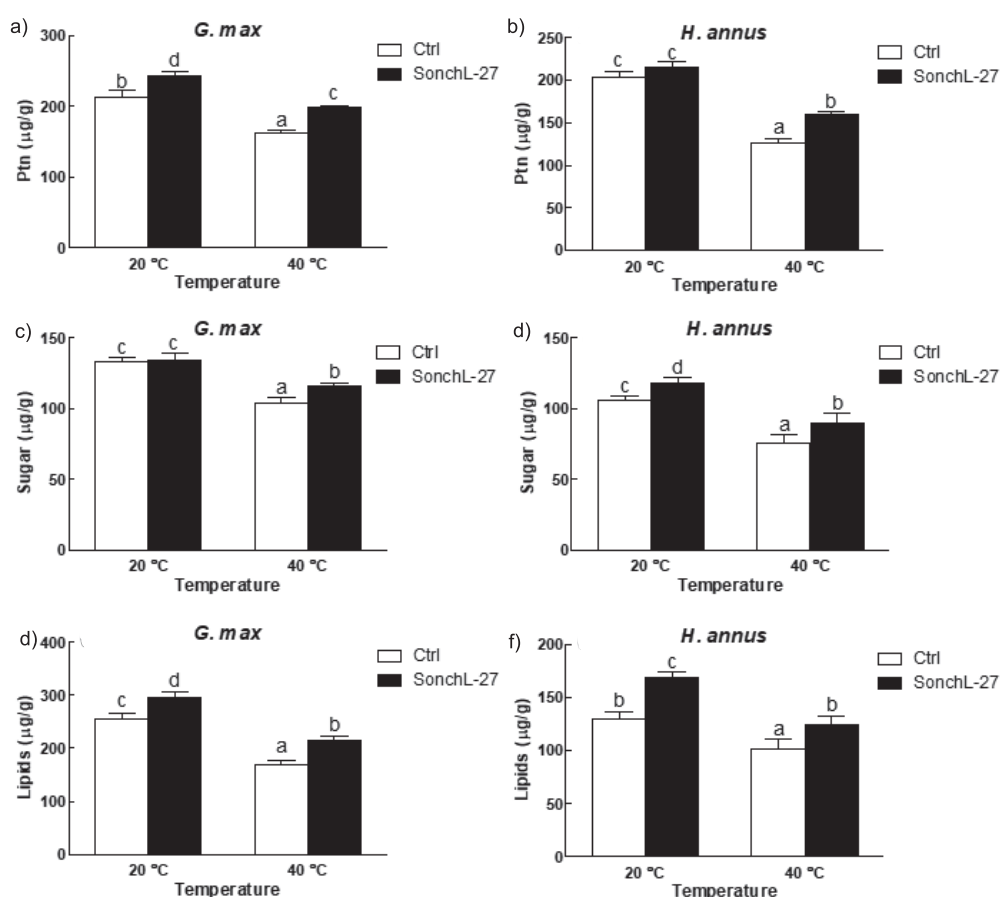 a)
G. max
Ctrl
SonchL-27
300
200
100
0
Ptn (µg/g)
b
d
a
c
20 °C
40 °C
Temperature
b)
H. annus
Ctrl
SonchL-27
250
200
150
100
50
0
Ptn (µg/g)
c
c
a
b
20 °C
40 °C
Temperature
c)
G. max
Ctrl
SonchL-27
150
100
50
0
Sugar (µg/g)
c
c
a
b
20 °C
40 °C
Temperature
d)
H. annus
Ctrl
SonchL-27
150
100
50
0
Sugar (µg/g)
c
d
a
b
20 °C
40 °C
Temperature
d)
G. max
Ctrl
SonchL-27
400
300
200
100
0
Lipids (µg/g)
c
d
a
b
20 °C
40 °C
Temperature
f)
H. annus
Ctrl
SonchL-27
200
150
100
50
0
Lipids (µg/g)
b
c
a
b
20 °C
40 °C
Temperature